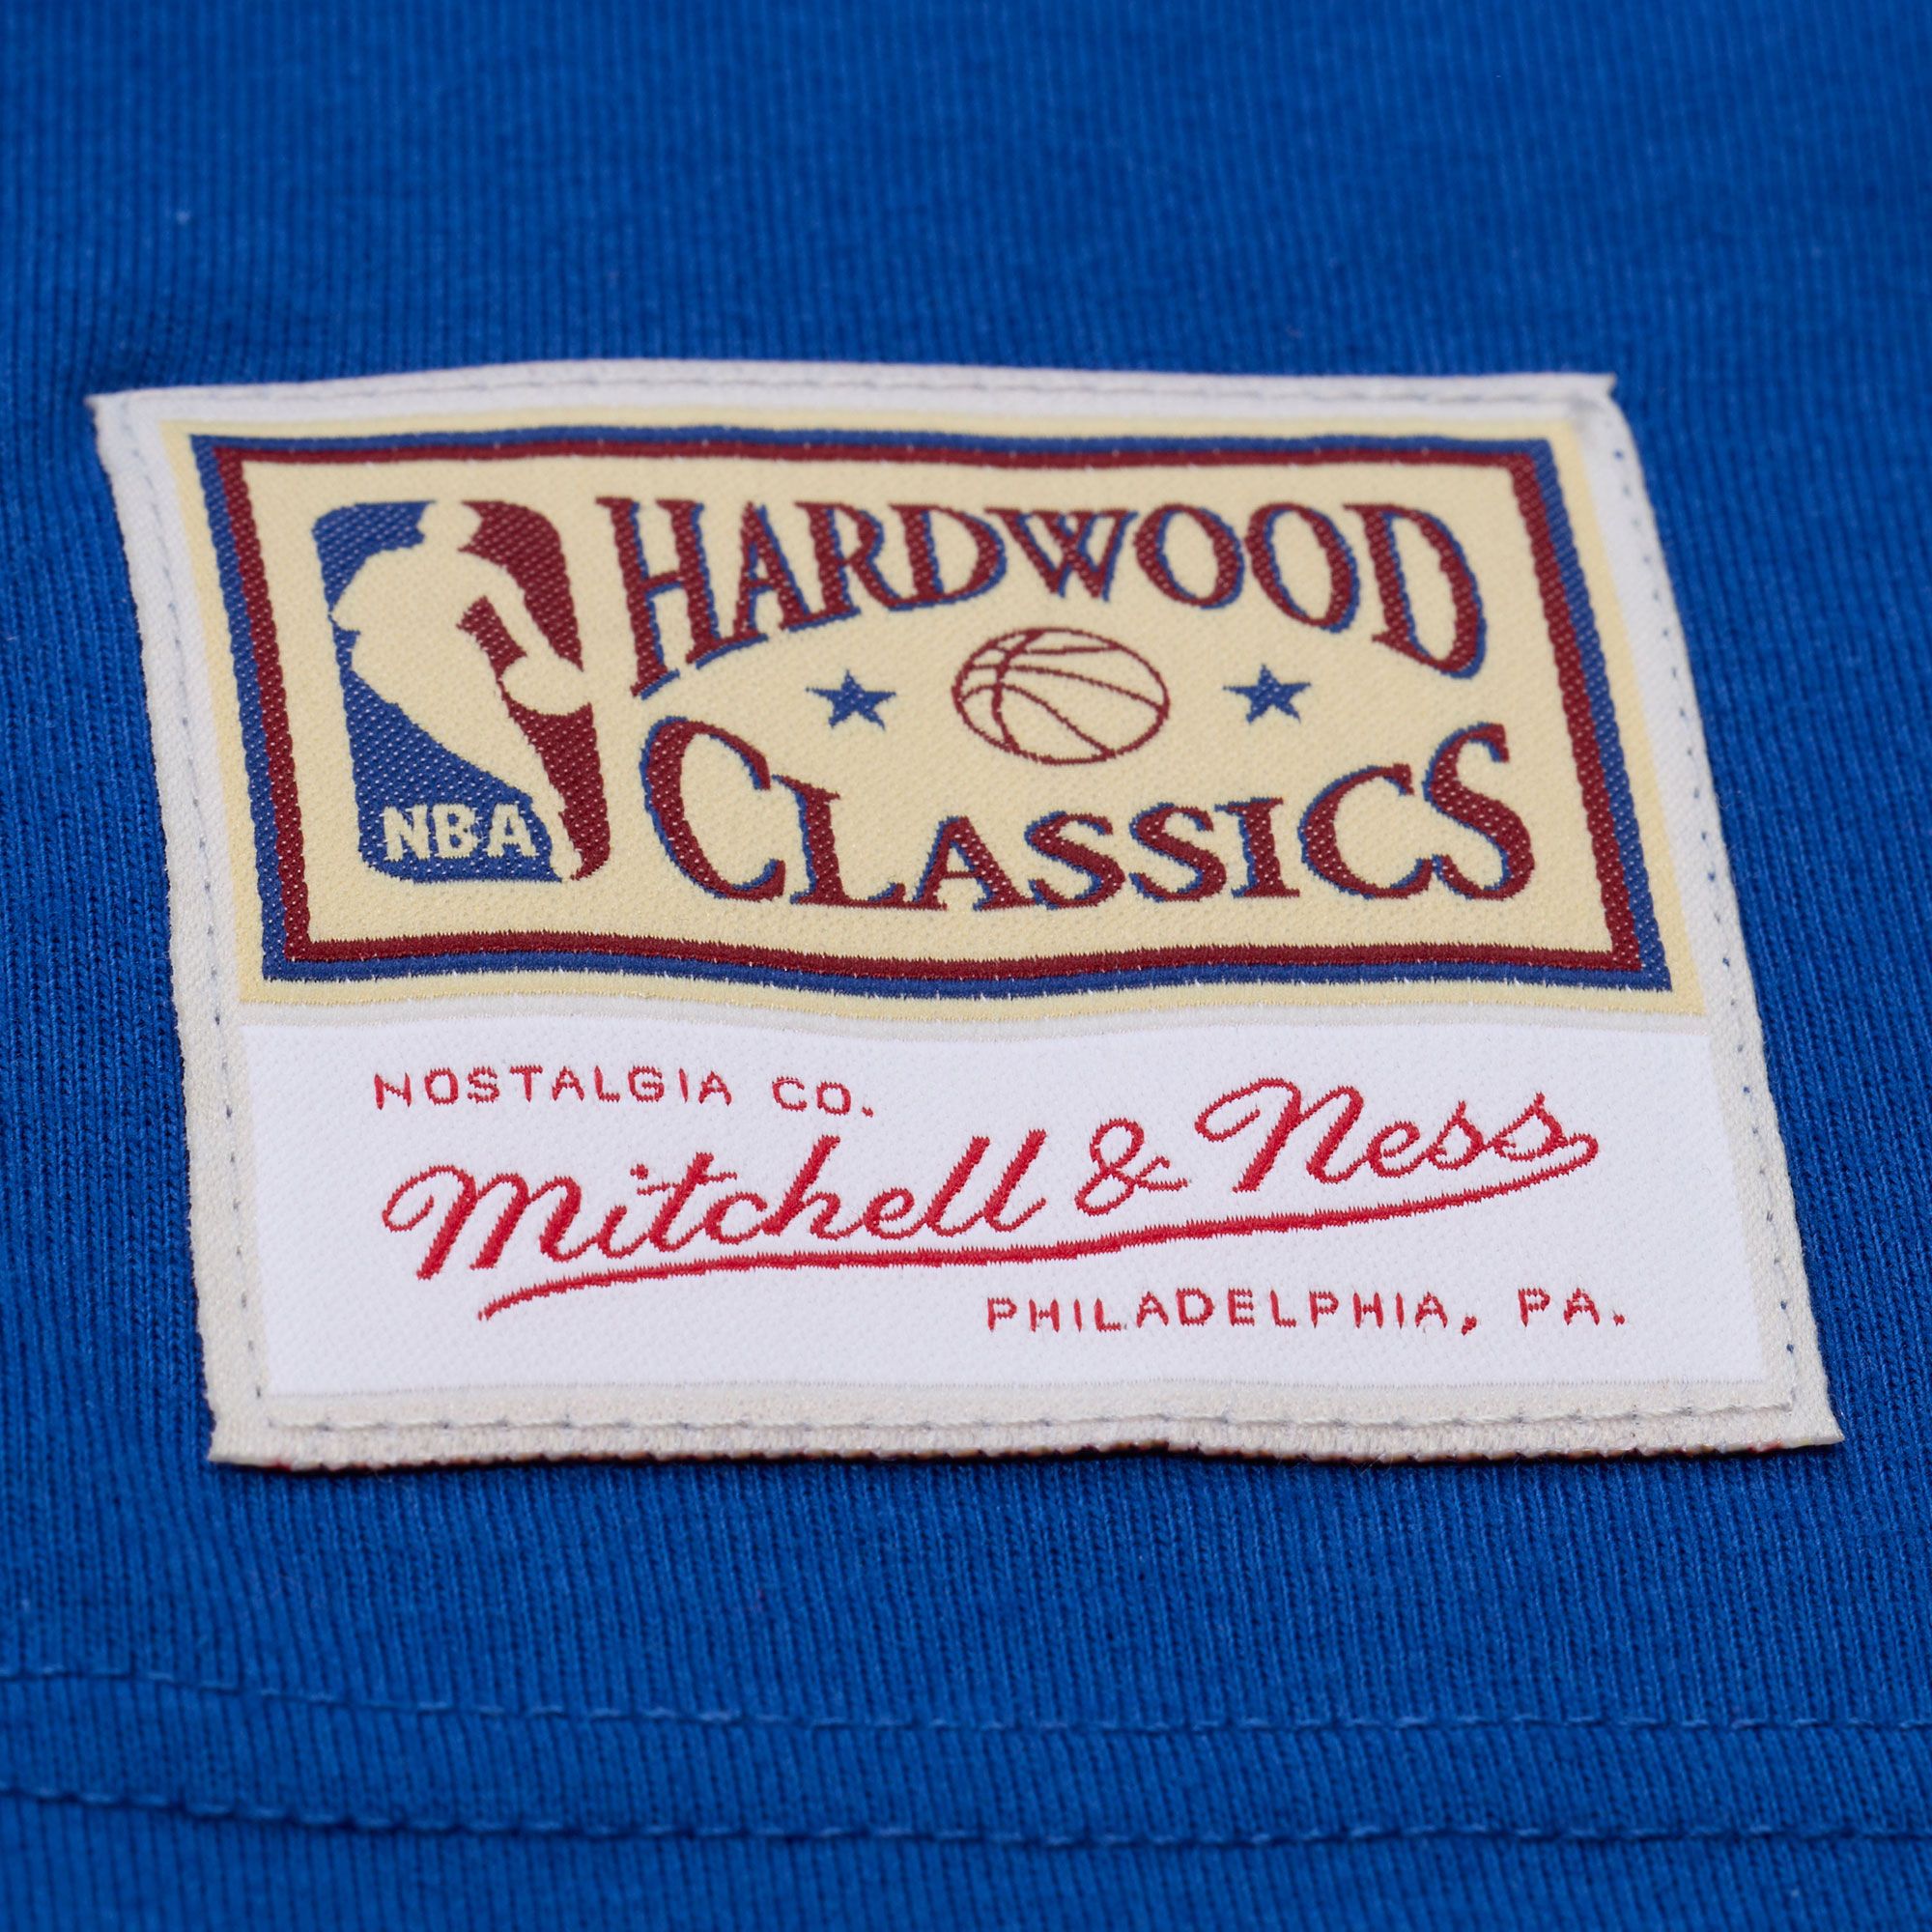 HARDWOOD
CLASSICS
NBA
NOSTALGIA CO.
Mitchell & Ness
PHILADELPHIA, PA.